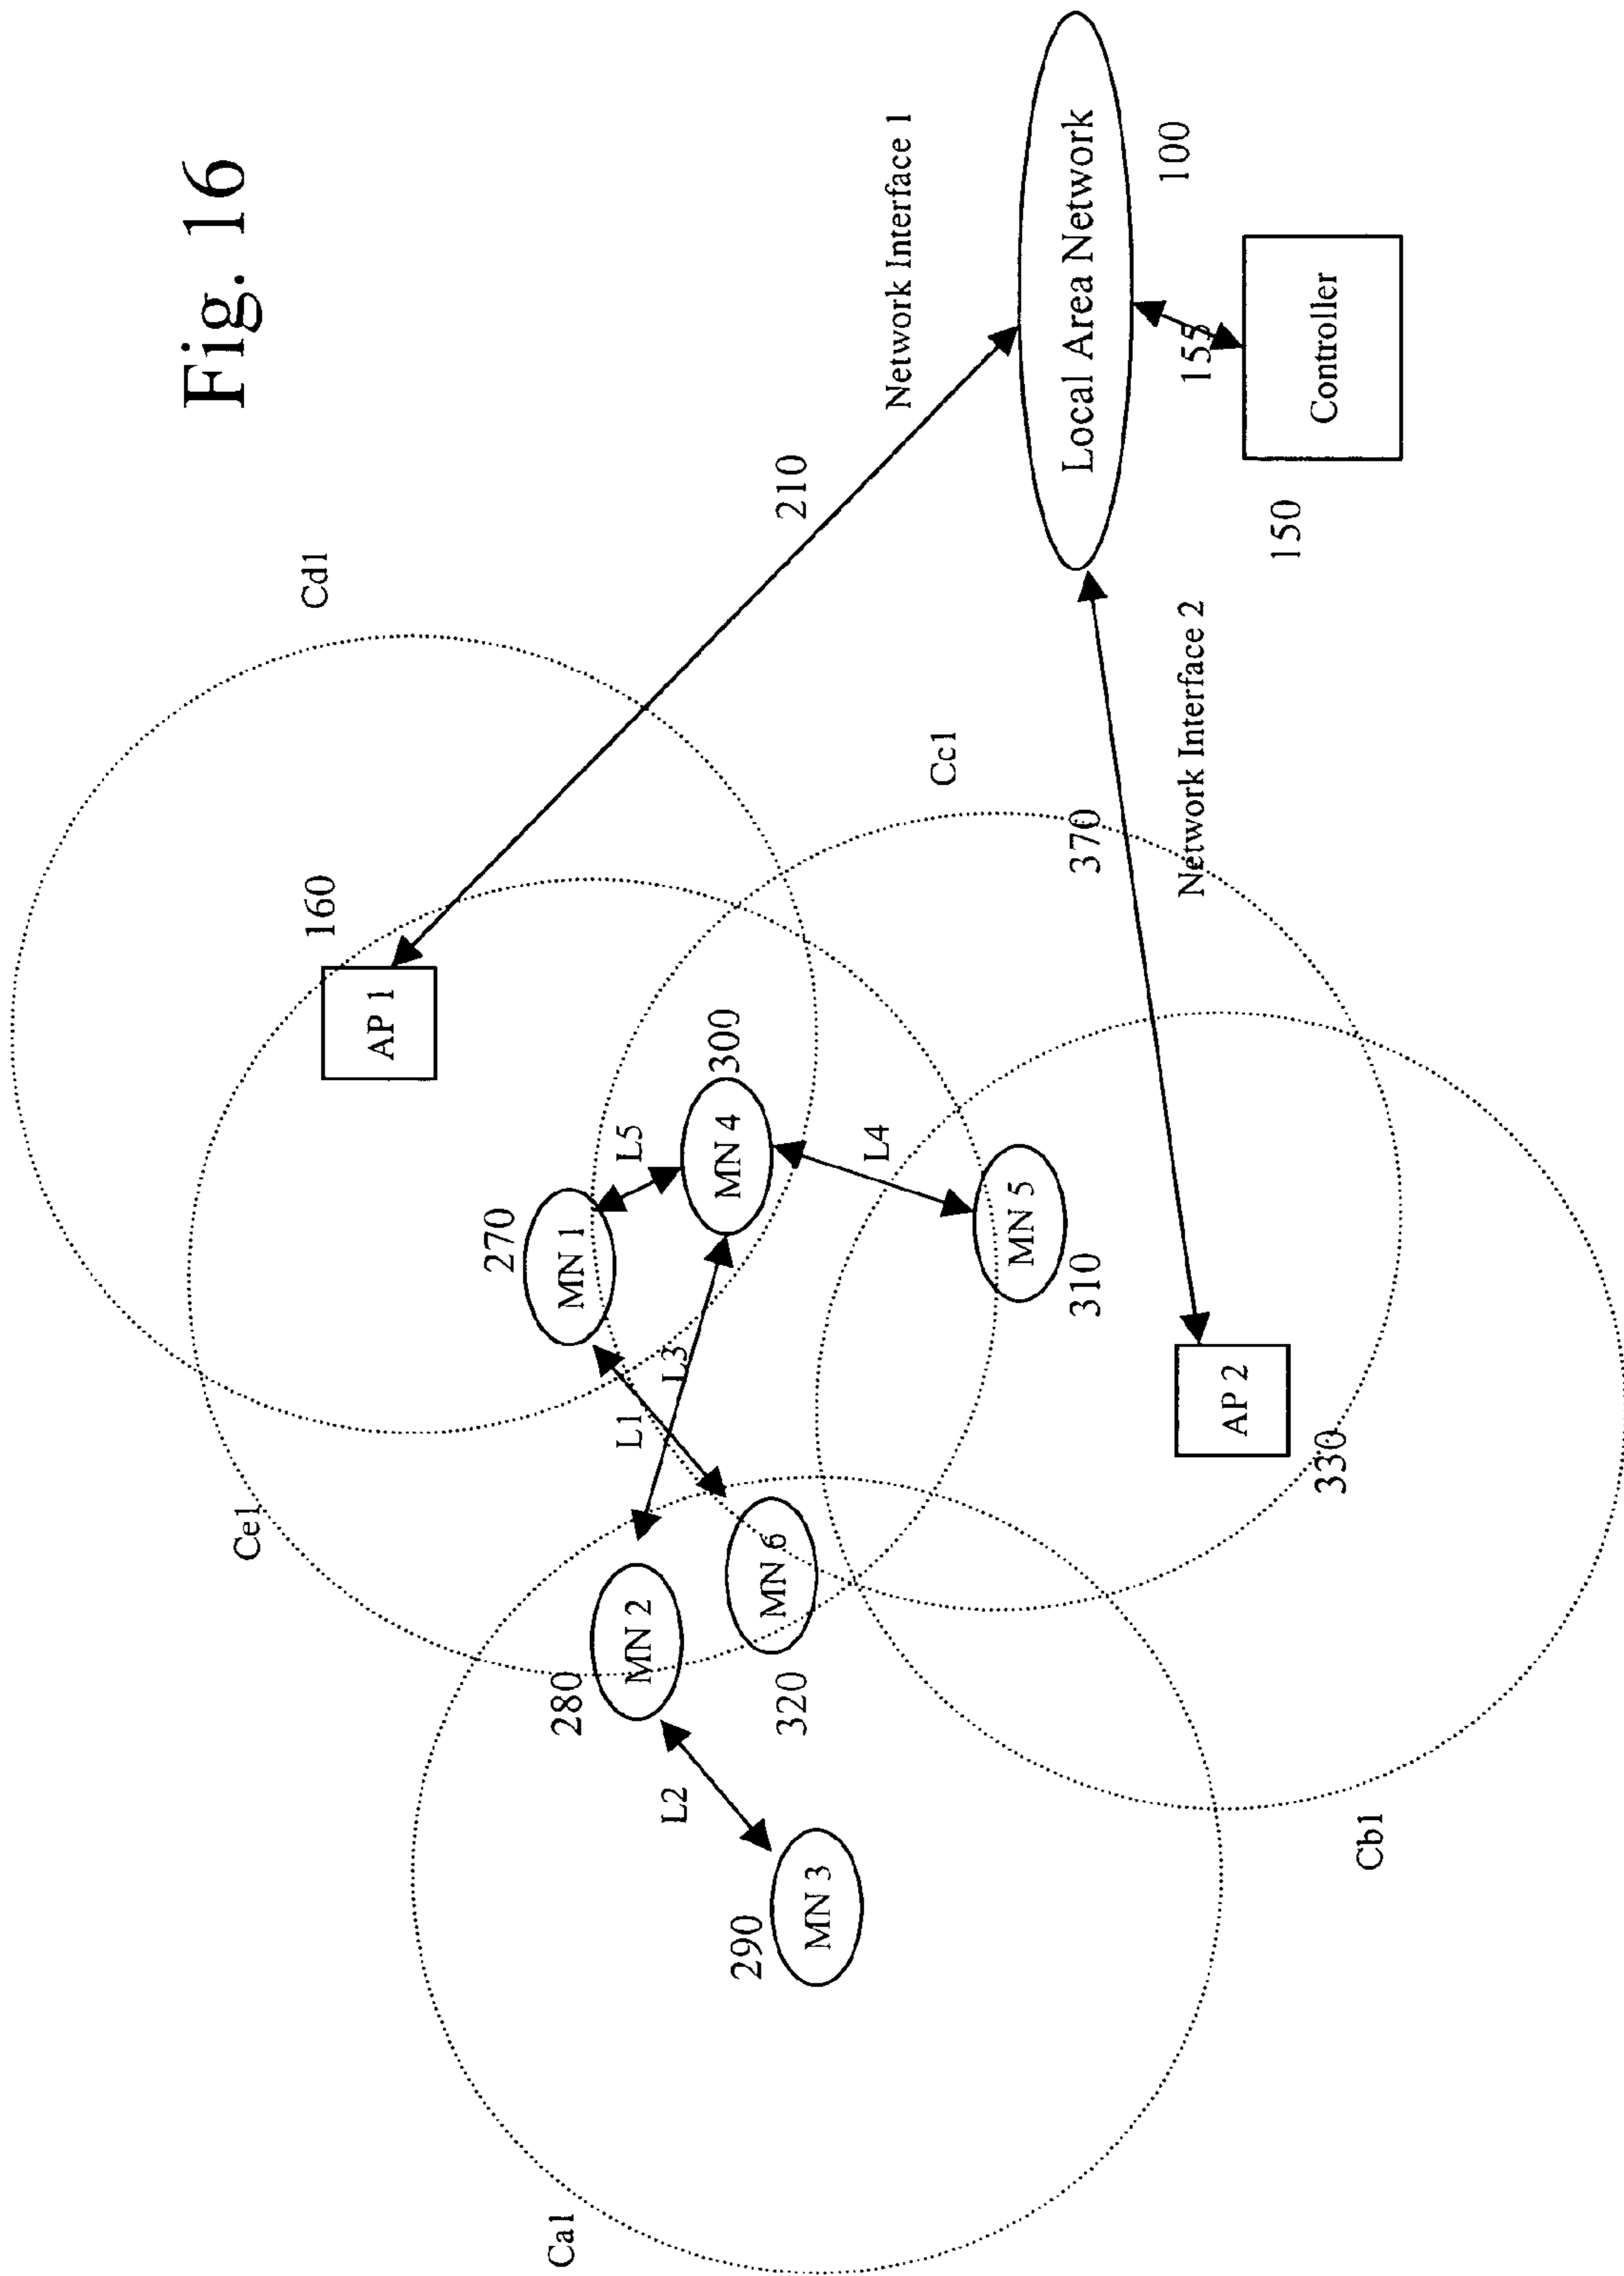 Fig. 16
Cd1
Ce1
160
AP 1
210
Network Interface 1
270
MN 1
L5
300
MN 4
L1
L3
280
MN 2
MN 6
320
L2
290
MN 3
Ca1
L4
MN 5
310
Cc1
370
Network Interface 2
Local Area Network
100
155
Controller
150
AP 2
330
Cb1